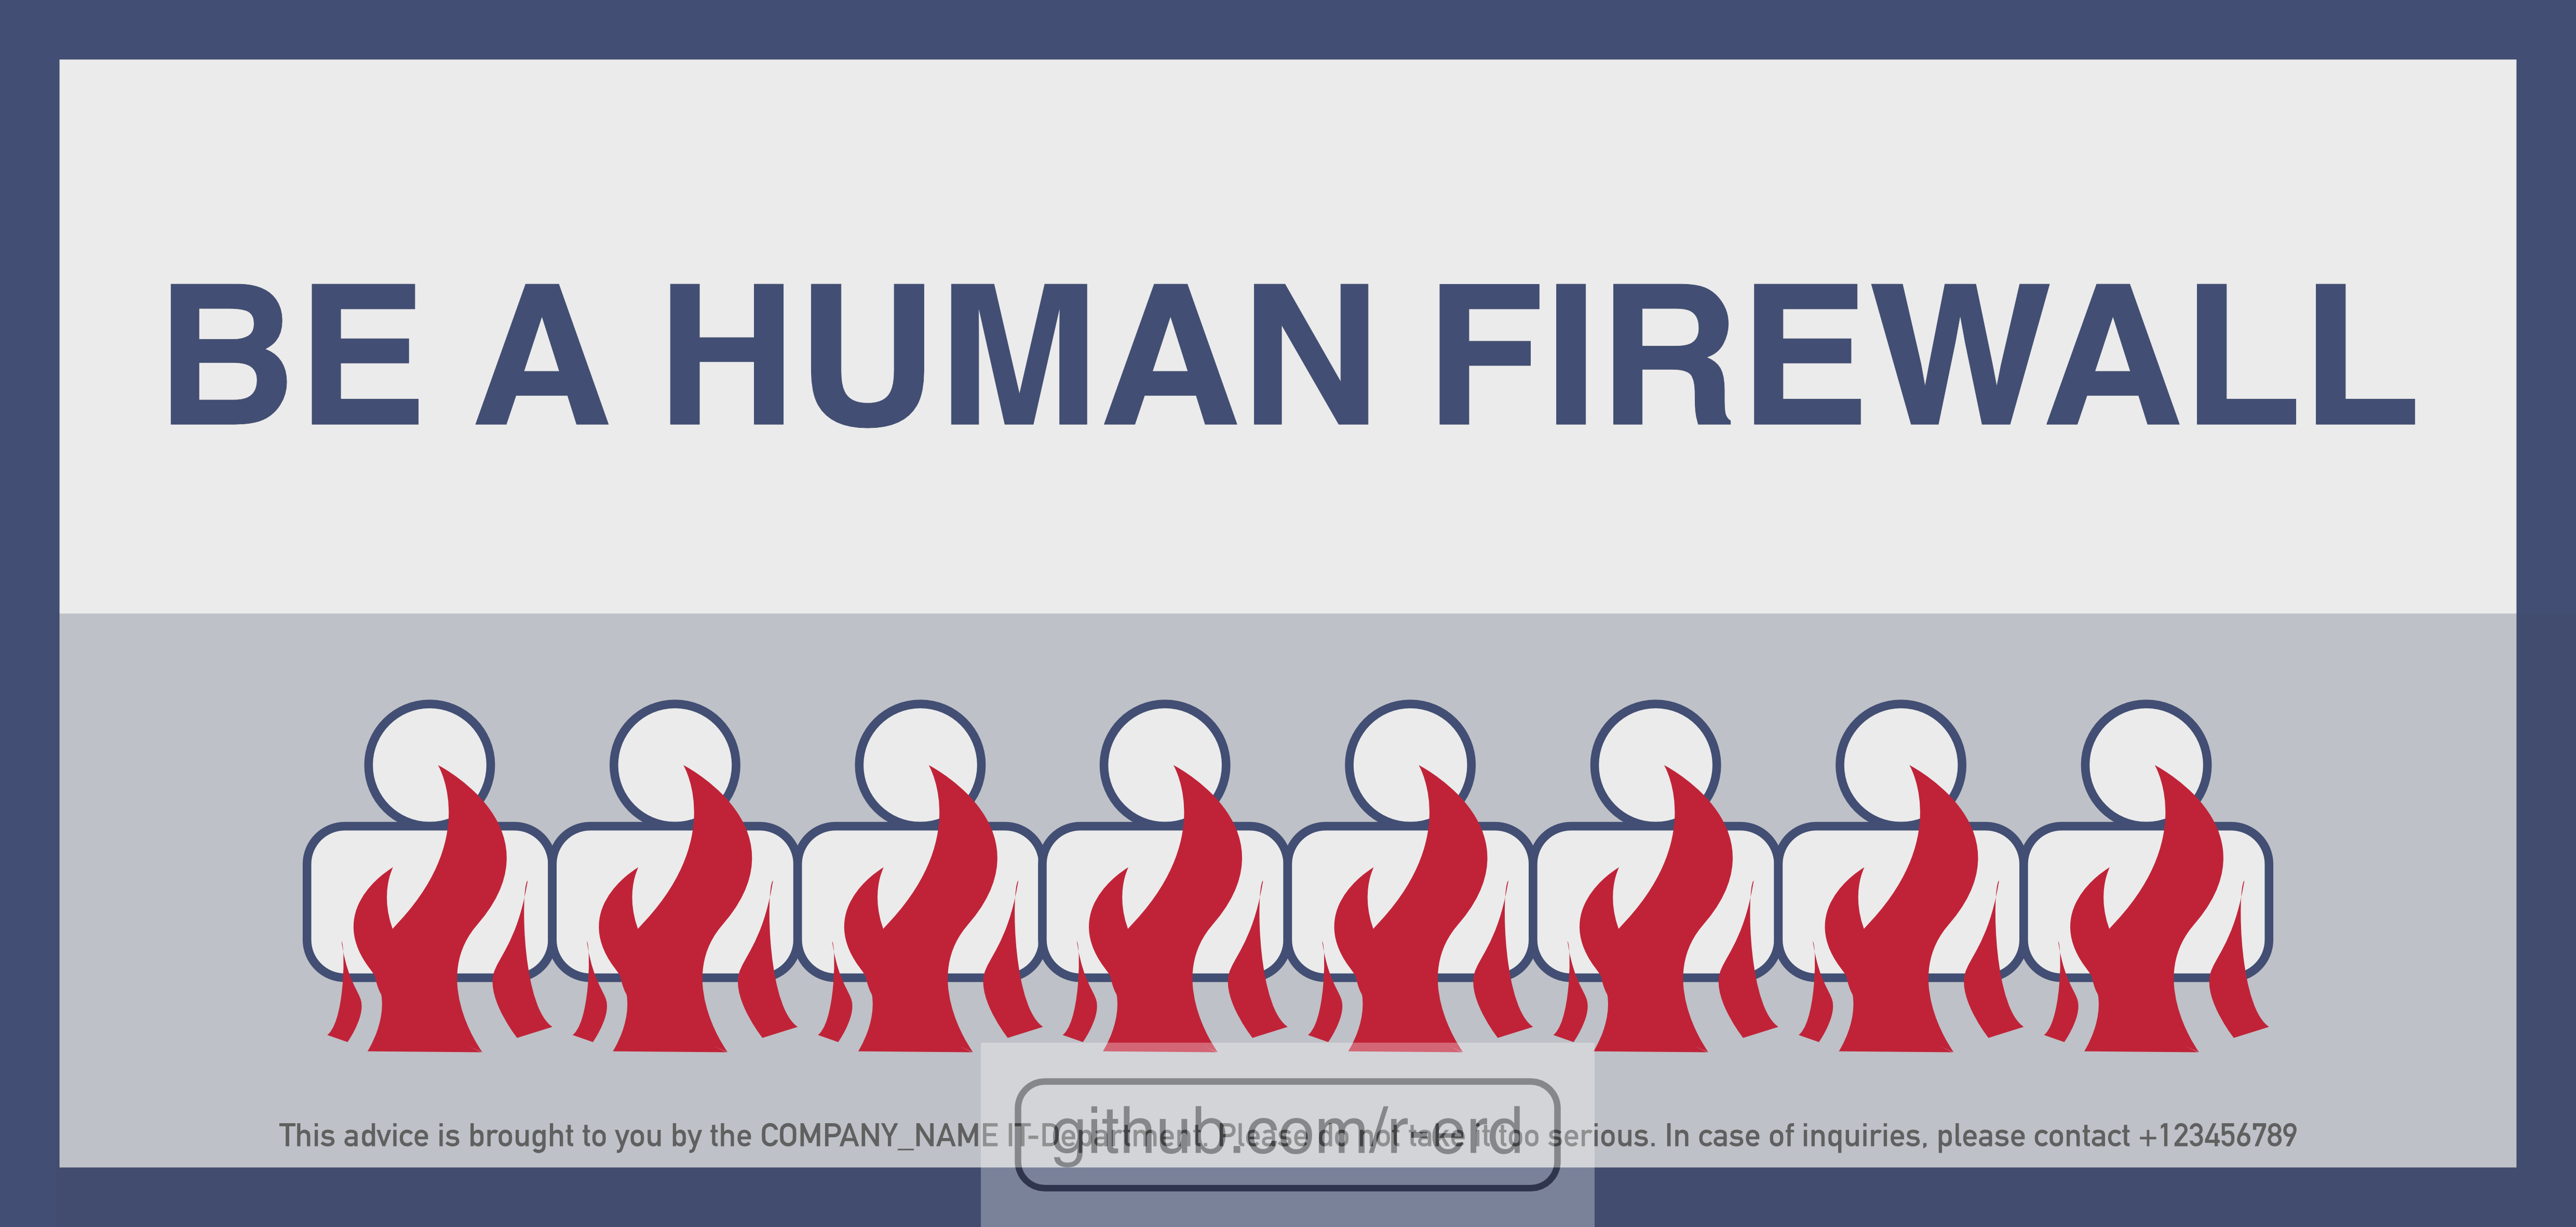 BE A HUMAN FIREWALL
This advice is brought to you by the COMPANY_NAME IT-Department. Please do not take it too serious. In case of inquiries, please contact +123456789
github.com/r-erd